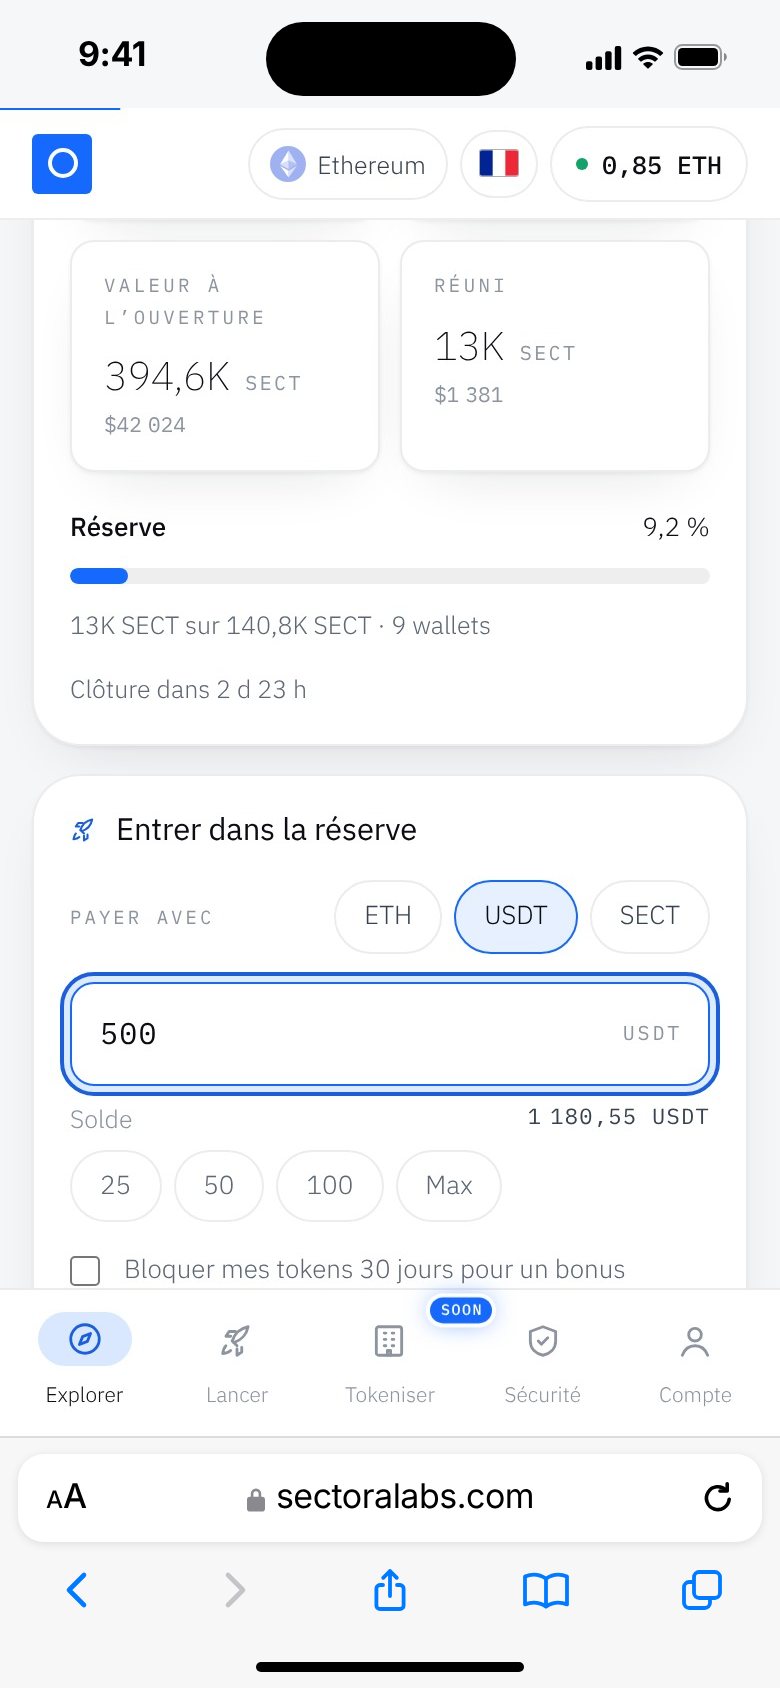 9:41
Ethereum
0,85 ETH
VALEUR À
L’OUVERTURE
394,6K SECT
$42 024
RÉUNI
13K SECT
$1 381
Réserve
9,2 %
13K SECT sur 140,8K SECT · 9 wallets
Clôture dans 2 d 23 h
Entrer dans la réserve
PAYER AVEC
ETH
USDT
SECT
500
USDT
Solde
1 180,55 USDT
25
50
100
Max
Bloquer mes tokens 30 jours pour un bonus
SOON
Explorer
Lancer
Tokeniser
Sécurité
Compte
AA
sectoralabs.com